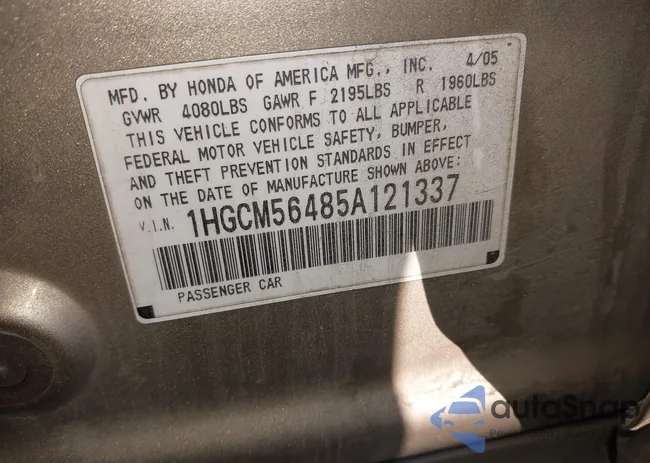 MFD. BY HONDA OF AMERICA MFG., INC. 4/05
GVWR 4080LBS GAWR F 2195LBS R 1960LBS
THIS VEHICLE CONFORMS TO ALL APPLICABLE
FEDERAL MOTOR VEHICLE SAFETY, BUMPER,
AND THEFT PREVENTION STANDARDS IN EFFECT
ON THE DATE OF MANUFACTURE SHOWN ABOVE:
V.I.N. 1HGCM56485A121337
PASSENGER CAR
autoSnap